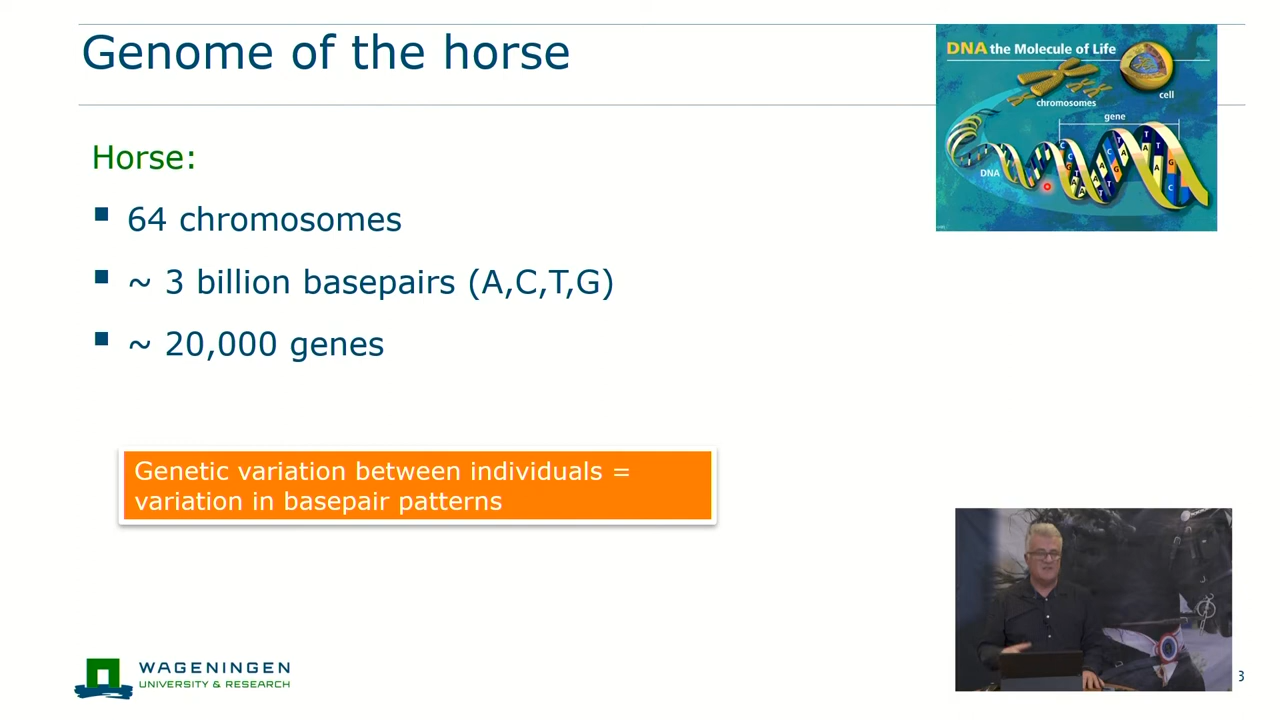 Genome of the horse
DNA the Molecule of Life
chromosomes
cell
gene
DNA
Horse:
64 chromosomes
~ 3 billion basepairs (A,C,T,G)
~ 20,000 genes
Genetic variation between individuals =
variation in basepair patterns
WAGENINGEN
UNIVERSITY & RESEARCH
3